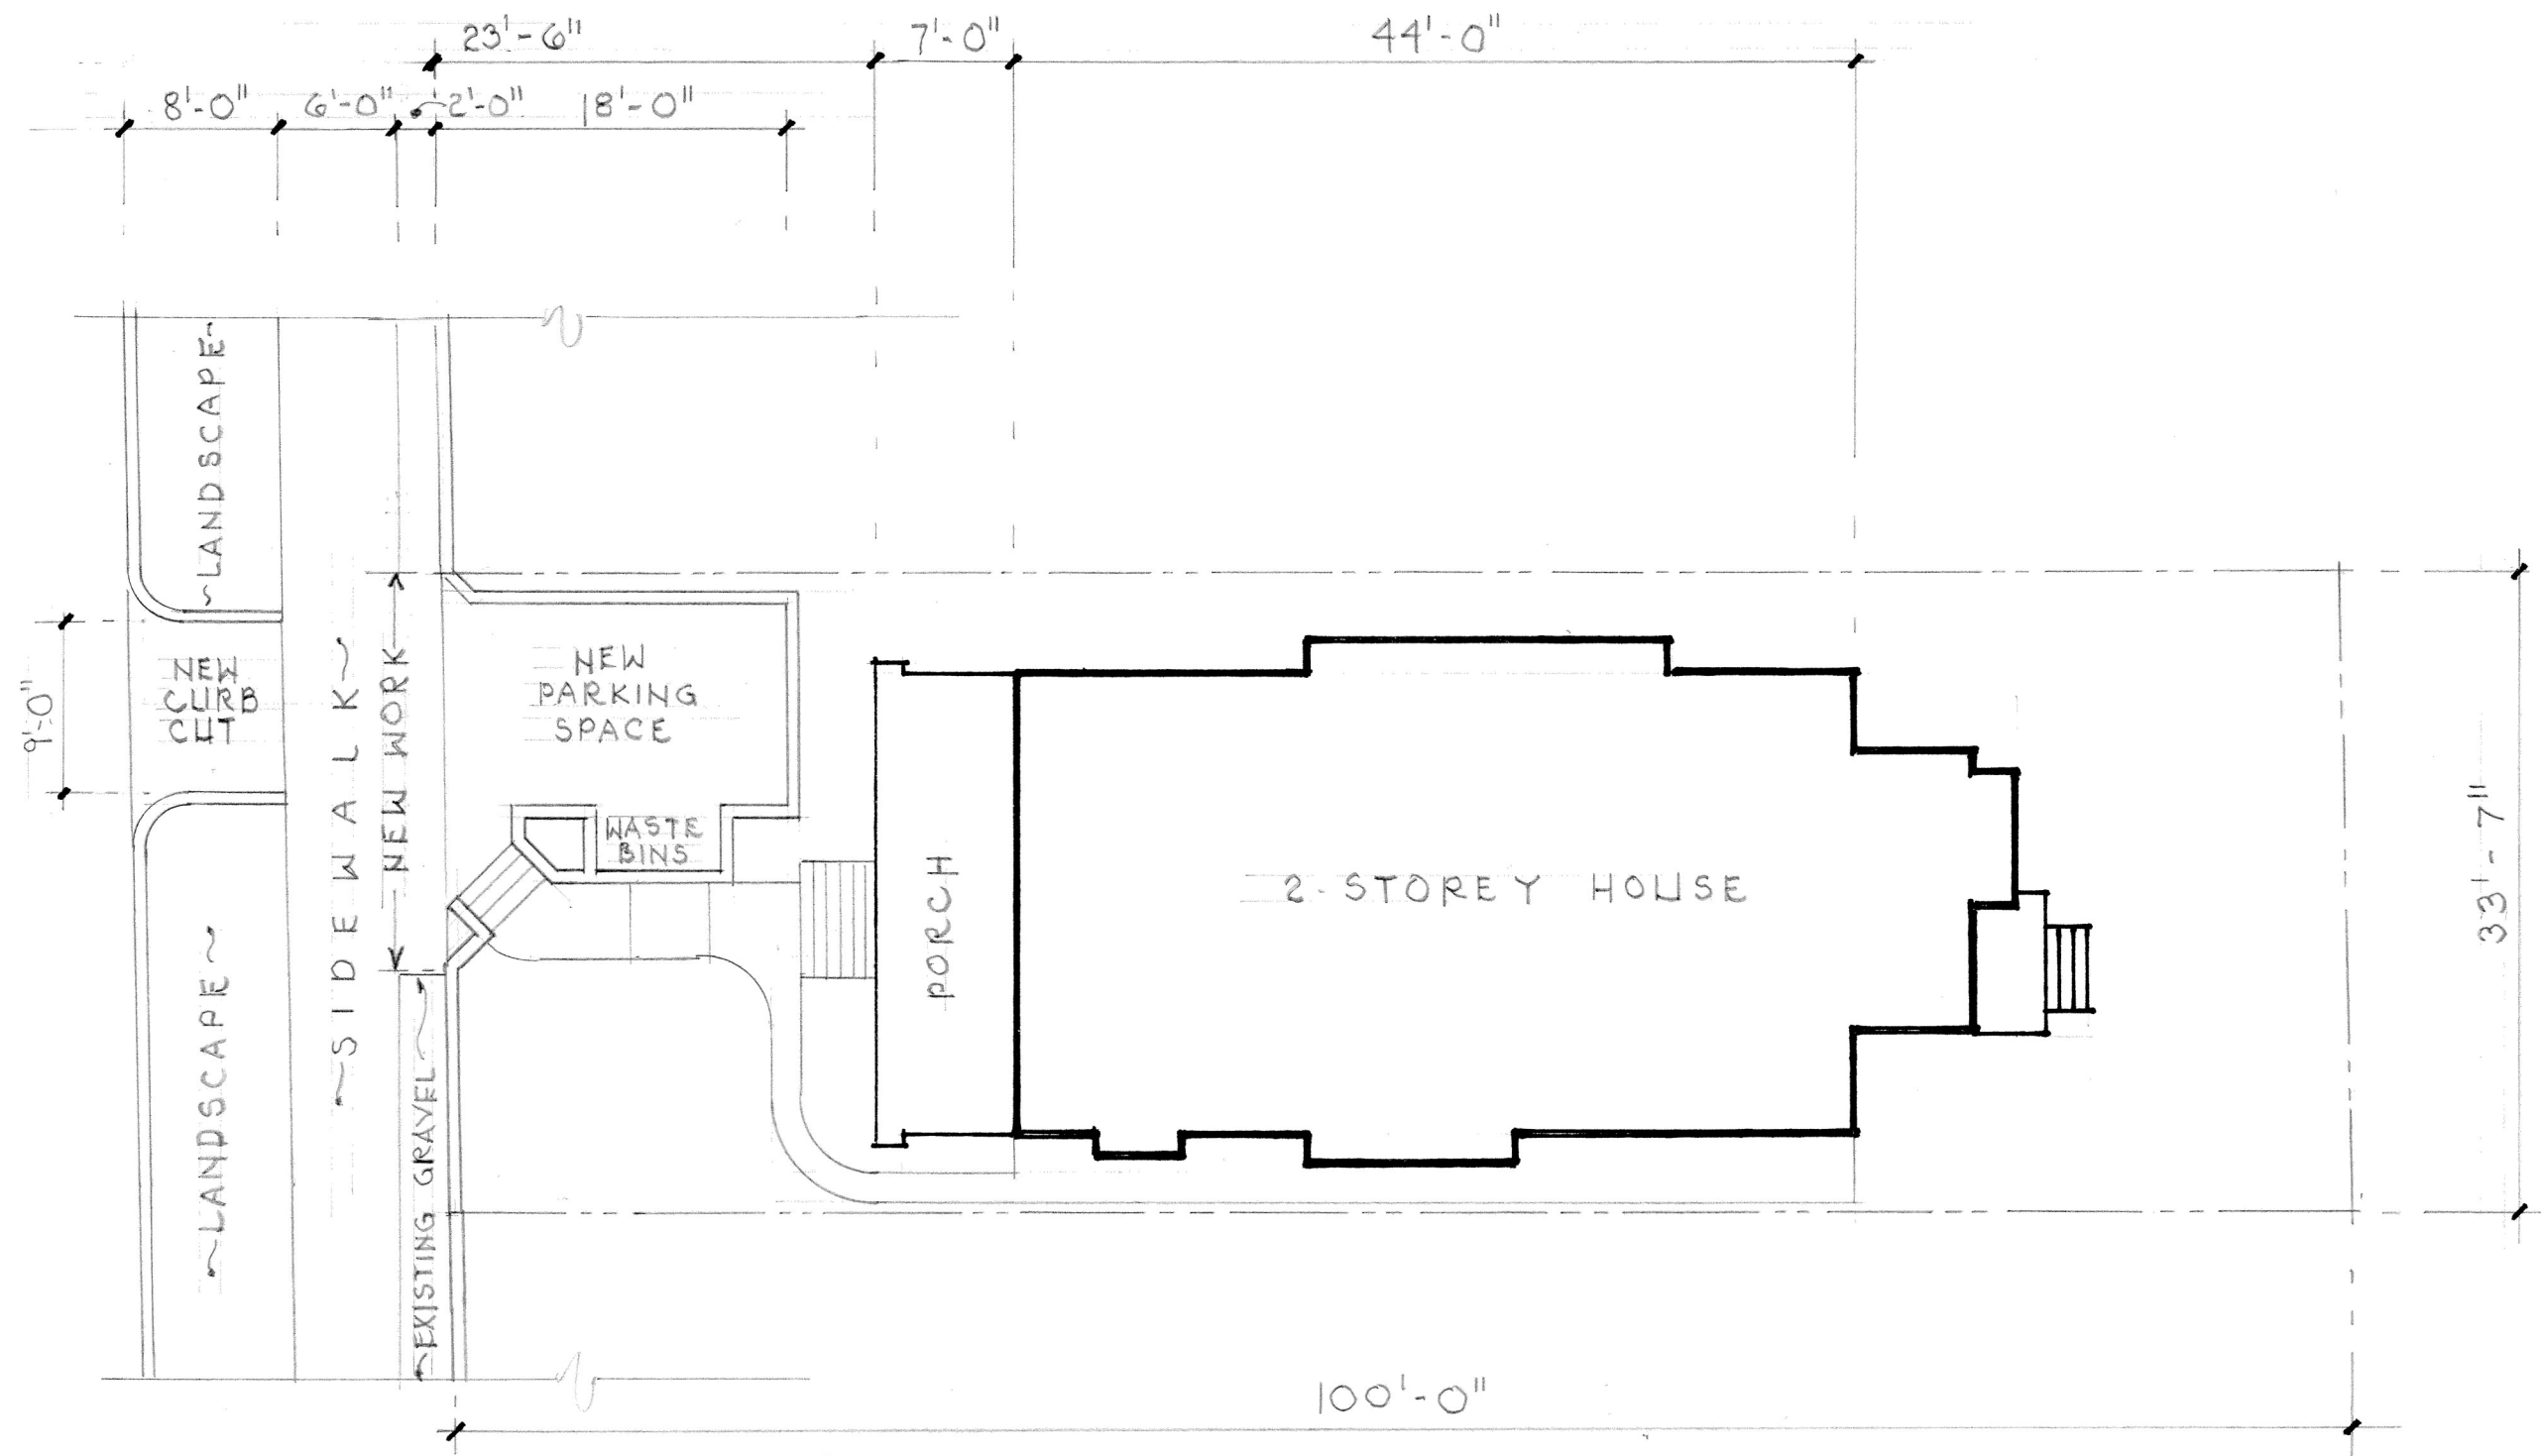 23'-6" 7'-0" 44'-0"
8'-0" 6'-0" 2'-0" 18'-0"
~LANDSCAPE~
NEW
CURB
CUT
9'-0"
~SIDEWALK~
NEW WORK
NEW
PARKING
SPACE
WASTE
BINS
PORCH
2-STOREY HOUSE
33'-7"
~LANDSCAPE~
~EXISTING GRAVEL~
100'-0"